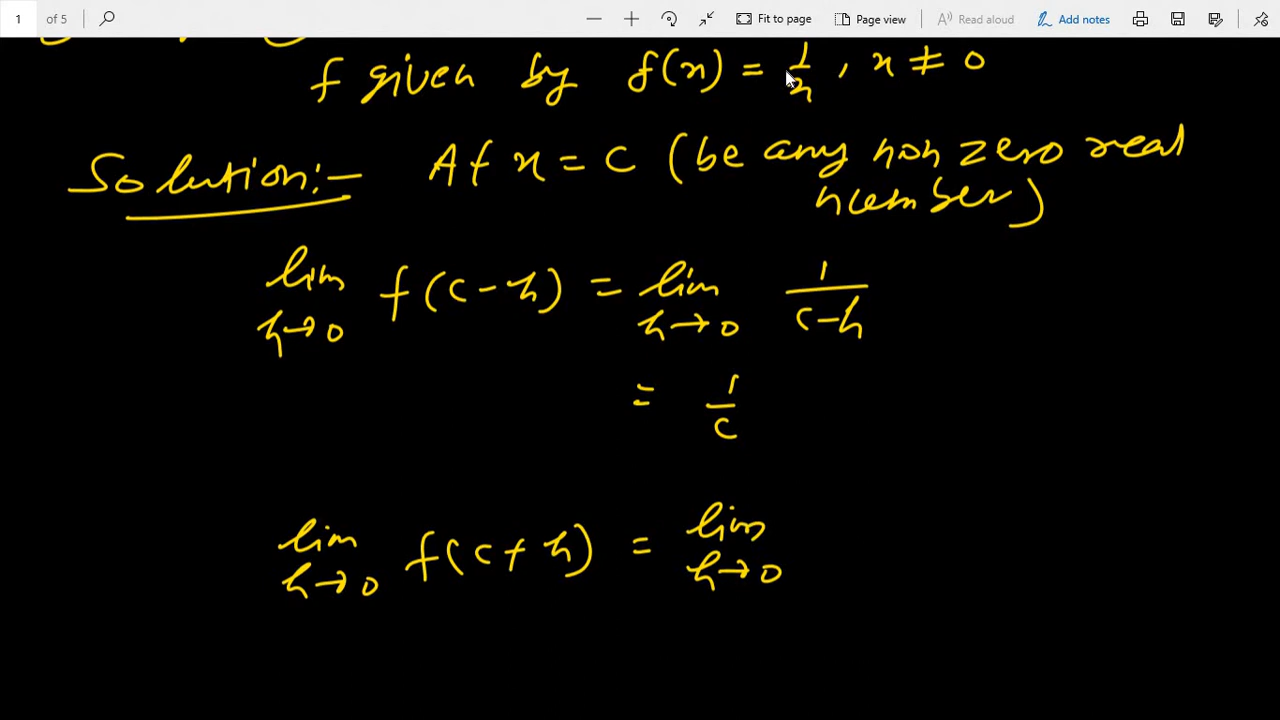 1 of 5 Fit to page Page view Read aloud Add notes
f given by f(x) = 1/x , x ≠ 0
Solution:- At x = c (be any non zero real
number)
lim h→0 f(c-h) = lim h→0 1/(c-h)
= 1/c
lim h→0 f(c+h) = lim h→0